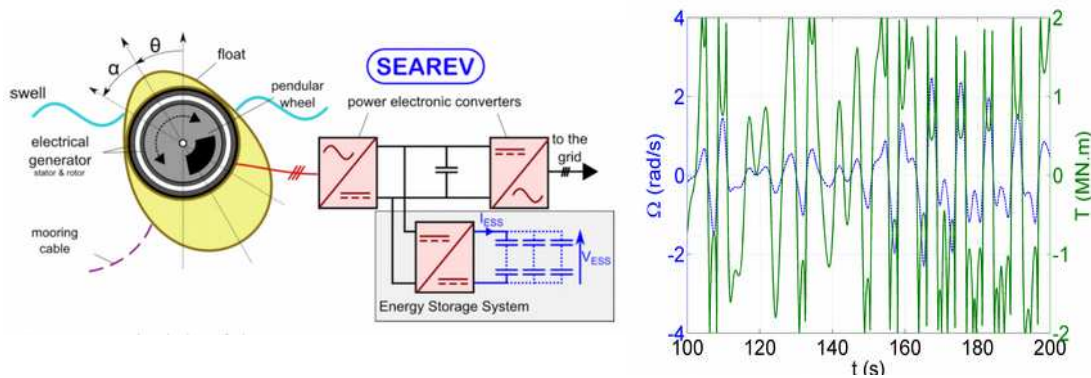 θ
α
float
swell
pendular
wheel
electrical
generator
stator & rotor
mooring
cable
SEAREV
power electronic converters
to the
grid
I_ESS
V_ESS
Energy Storage System
4
2
0
-2
-4
Ω (rad/s)
2
1
0
-1
-2
T (MN.m)
100 120 140 160 180 200
t (s)